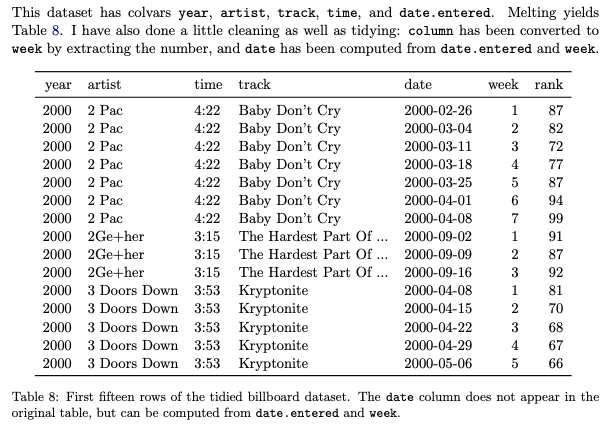 This dataset has colvars year, artist, track, time, and date.entered. Melting yields
Table 8. I have also done a little cleaning as well as tidying: column has been converted to
week by extracting the number, and date has been computed from date.entered and week.
year artist time track date week rank
2000 2 Pac 4:22 Baby Don't Cry 2000-02-26 1 87
2000 2 Pac 4:22 Baby Don't Cry 2000-03-04 2 82
2000 2 Pac 4:22 Baby Don't Cry 2000-03-11 3 72
2000 2 Pac 4:22 Baby Don't Cry 2000-03-18 4 77
2000 2 Pac 4:22 Baby Don't Cry 2000-03-25 5 87
2000 2 Pac 4:22 Baby Don't Cry 2000-04-01 6 94
2000 2 Pac 4:22 Baby Don't Cry 2000-04-08 7 99
2000 2Ge+her 3:15 The Hardest Part Of ... 2000-09-02 1 91
2000 2Ge+her 3:15 The Hardest Part Of ... 2000-09-09 2 87
2000 2Ge+her 3:15 The Hardest Part Of ... 2000-09-16 3 92
2000 3 Doors Down 3:53 Kryptonite 2000-04-08 1 81
2000 3 Doors Down 3:53 Kryptonite 2000-04-15 2 70
2000 3 Doors Down 3:53 Kryptonite 2000-04-22 3 68
2000 3 Doors Down 3:53 Kryptonite 2000-04-29 4 67
2000 3 Doors Down 3:53 Kryptonite 2000-05-06 5 66
Table 8: First fifteen rows of the tidied billboard dataset. The date column does not appear in the
original table, but can be computed from date.entered and week.